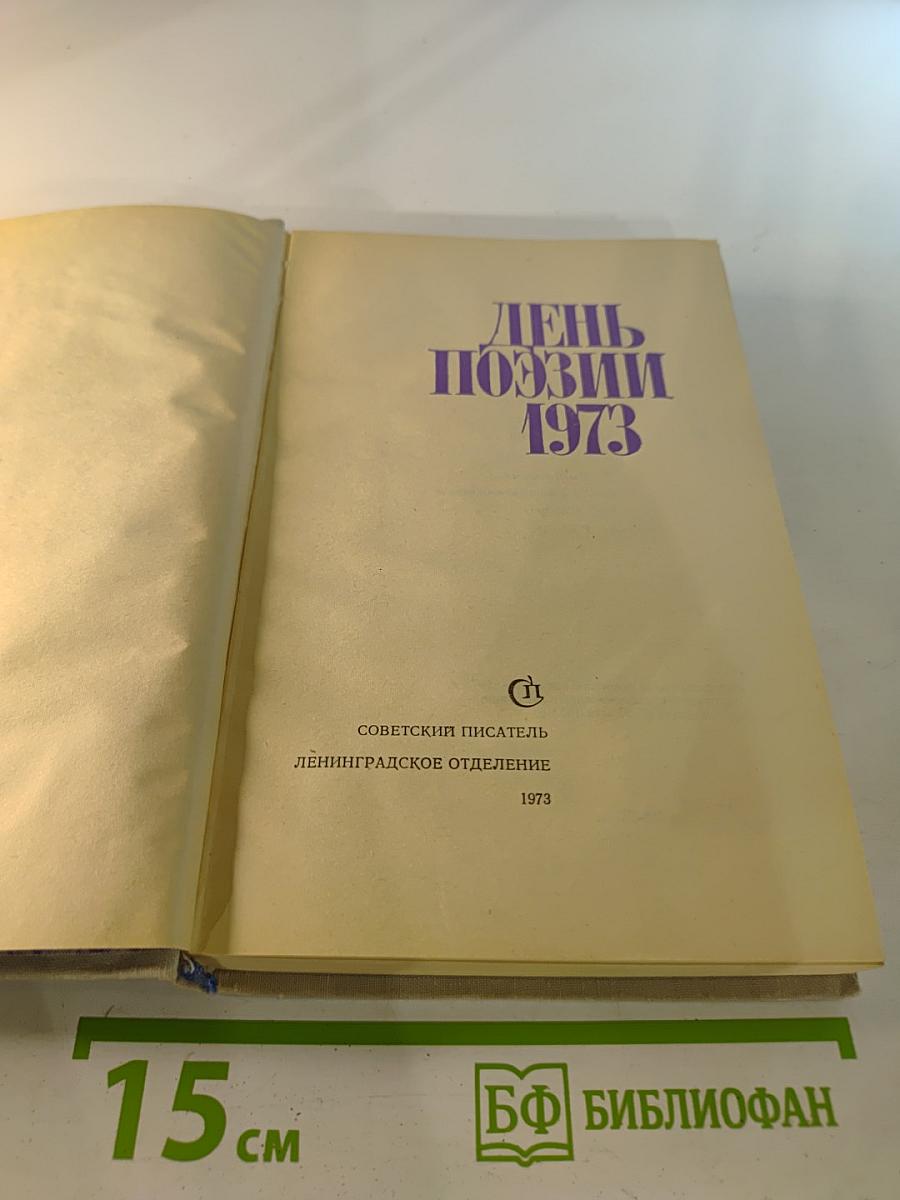 ДЕНЬ
ПОЭЗИИ
1973
СП
СОВЕТСКИЙ ПИСАТЕЛЬ
ЛЕНИНГРАДСКОЕ ОТДЕЛЕНИЕ
1973
15 см
БФ БИБЛИОФАН